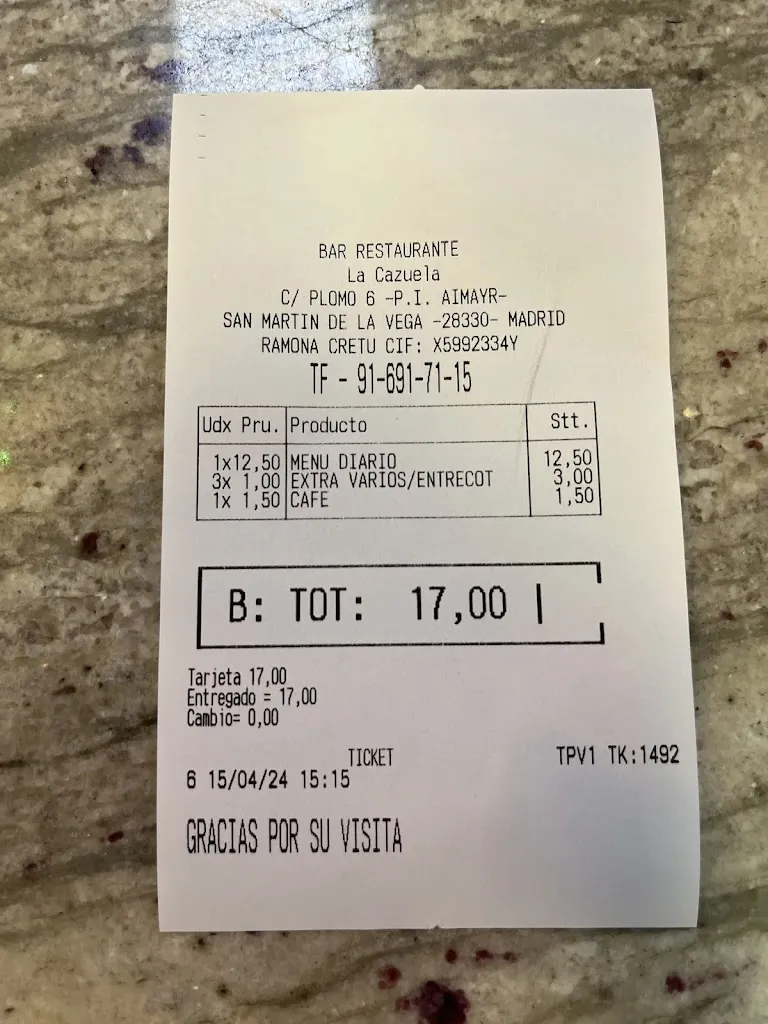 BAR RESTAURANTE
La Cazuela
C/ PLOMO 6 -P.I. AIMAYR-
SAN MARTIN DE LA VEGA -28330- MADRID
RAMONA CRETU CIF: X5992334Y
TF - 91-691-71-15
Udx Pru. Producto Stt.
1x12,50 MENU DIARIO 12,50
3x 1,00 EXTRA VARIOS/ENTRECOT 3,00
1x 1,50 CAFE 1,50
B: TOT: 17,00
Tarjeta 17,00
Entregado = 17,00
Cambio= 0,00
TICKET TPV1 TK:1492
6 15/04/24 15:15
GRACIAS POR SU VISITA